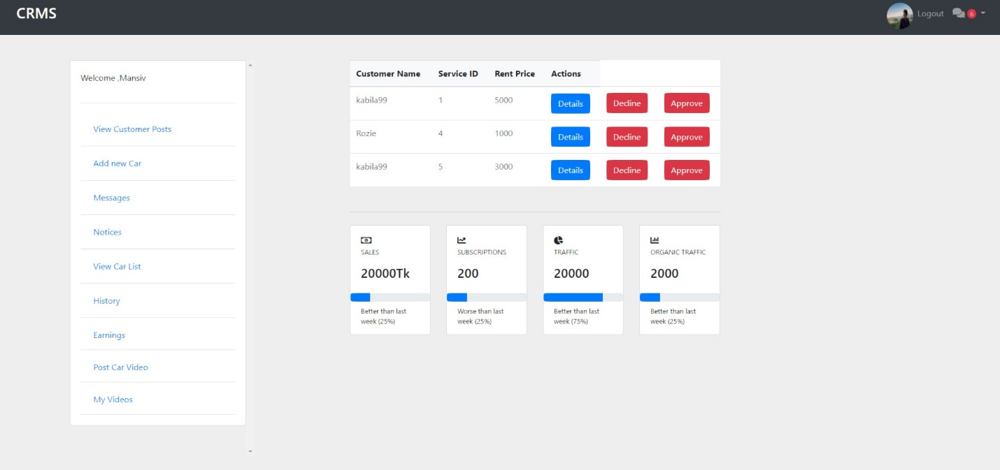 CRMS
Logout 6
Welcome ,Mansiv
View Customer Posts
Add new Car
Messages
Notices
View Car List
History
Earnings
Post Car Video
My Videos
Customer Name Service ID Rent Price Actions
kabila99 1 5000 Details Decline Approve
Rozie 4 1000 Details Decline Approve
kabila99 5 3000 Details Decline Approve
SALES
20000Tk
Better than last
week (25%)
SUBSCRIPTIONS
200
Worse than last
week (25%)
TRAFFIC
20000
Better than last
week (75%)
ORGANIC TRAFFIC
2000
Better than last
week (25%)